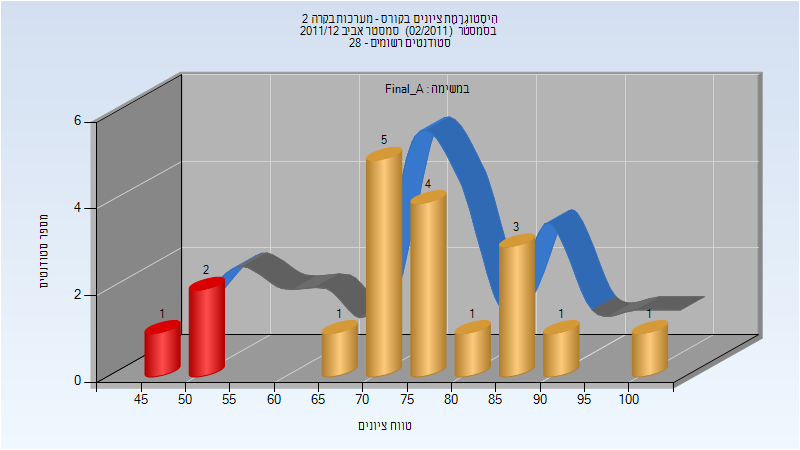 היסטוגרמת ציונים בקורס - מערכות בקרה 2
בסמסטר (02/2011) סמסטר אביב 2011/12
סטודנטים רשומים - 28
במשימה : Final_A
מספר סטודנטים
6
4
2
0
1
2
1
5
4
1
3
1
1
45 50 55 60 65 70 75 80 85 90 95 100
טווח ציונים